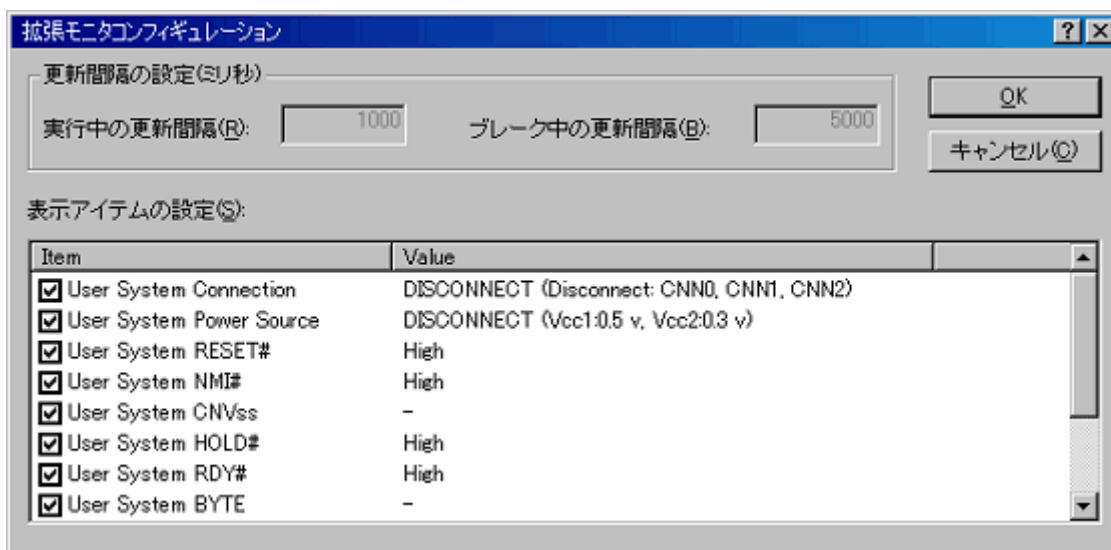 拡張モニタコンフィギュレーション
更新間隔の設定(ミリ秒)
実行中の更新間隔(R): 1000 ブレーク中の更新間隔(B): 5000
OK
キャンセル(C)
表示アイテムの設定(S):
Item Value
User System Connection DISCONNECT (Disconnect: CNN0, CNN1, CNN2)
User System Power Source DISCONNECT (Vcc1:0.5 v, Vcc2:0.3 v)
User System RESET# High
User System NMI# High
User System CNVss -
User System HOLD# High
User System RDY# High
User System BYTE -